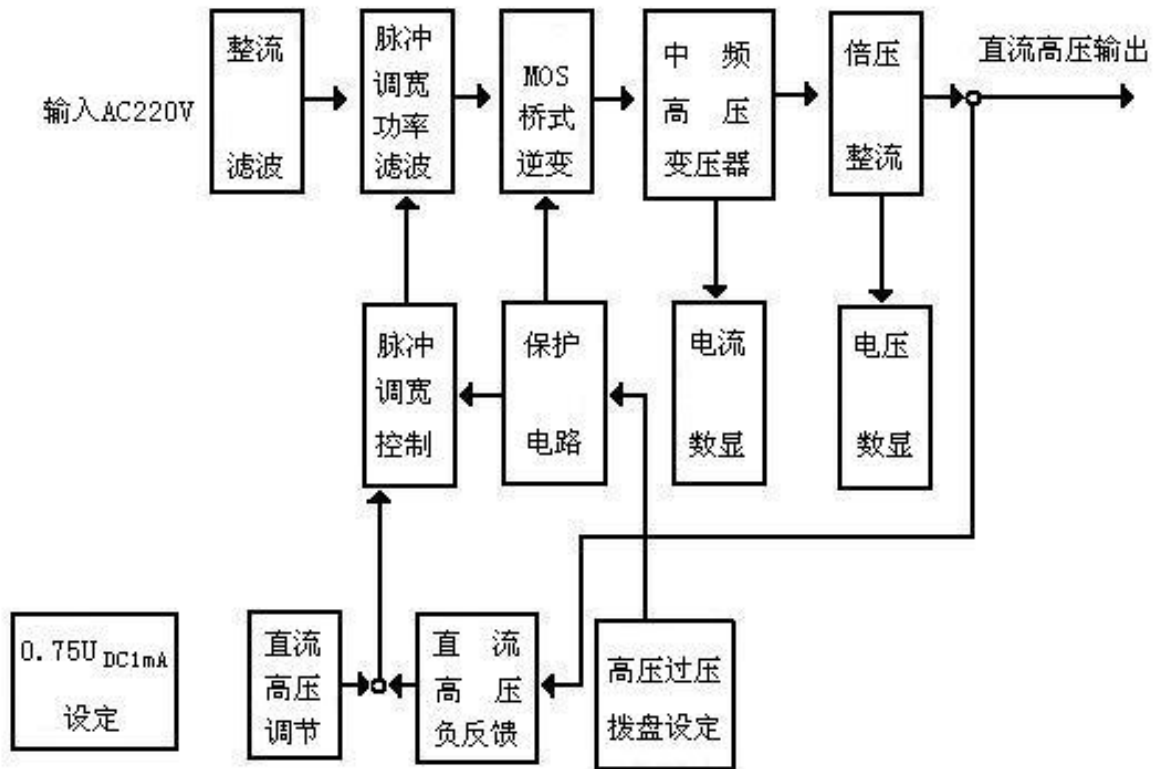 输入AC220V
整流
滤波
脉冲
调宽
功率
滤波
MOS
桥式
逆变
中 频
高 压
变压器
倍压
整流
直流高压输出
脉冲
调宽
控制
保护
电路
电流
数显
电压
数显
0.75U DC1mA
设定
直流
高压
调节
直 流
高 压
负反馈
高压过压
拨盘设定